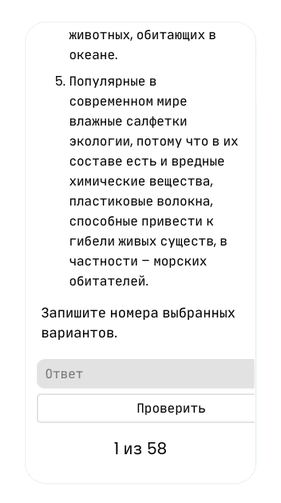 животных, обитающих в
океане.
5. Популярные в
современном мире
влажные салфетки
экологии, потому что в их
составе есть и вредные
химические вещества,
пластиковые волокна,
способные привести к
гибели живых существ, в
частности – морских
обитателей.
Запишите номера выбранных
вариантов.
Ответ
Проверить
1 из 58